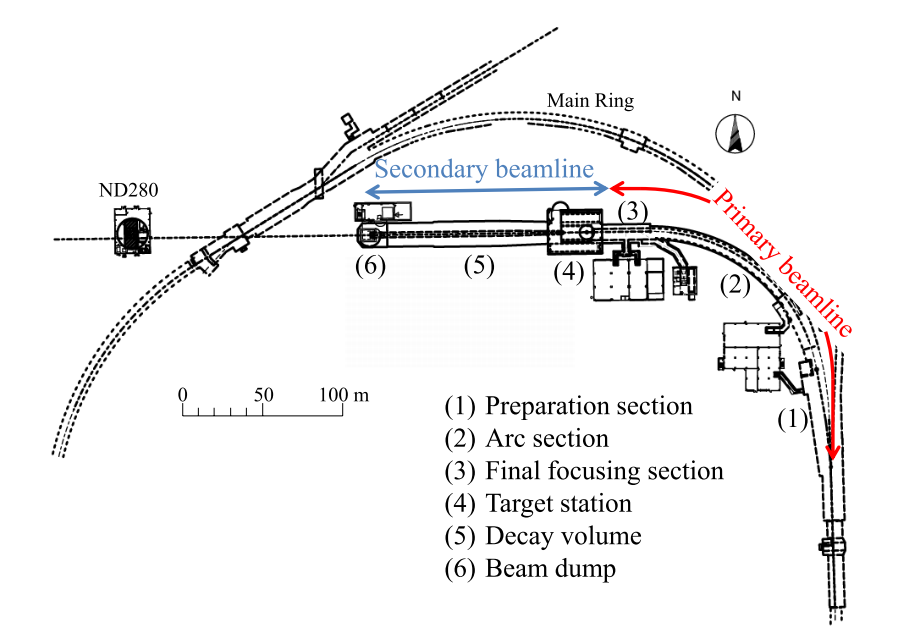 N
Main Ring
Secondary beamline
ND280
Primary beamline
(3)
(6)
(5)
(4)
(2)
0 50 100 m
(1)
(1) Preparation section
(2) Arc section
(3) Final focusing section
(4) Target station
(5) Decay volume
(6) Beam dump